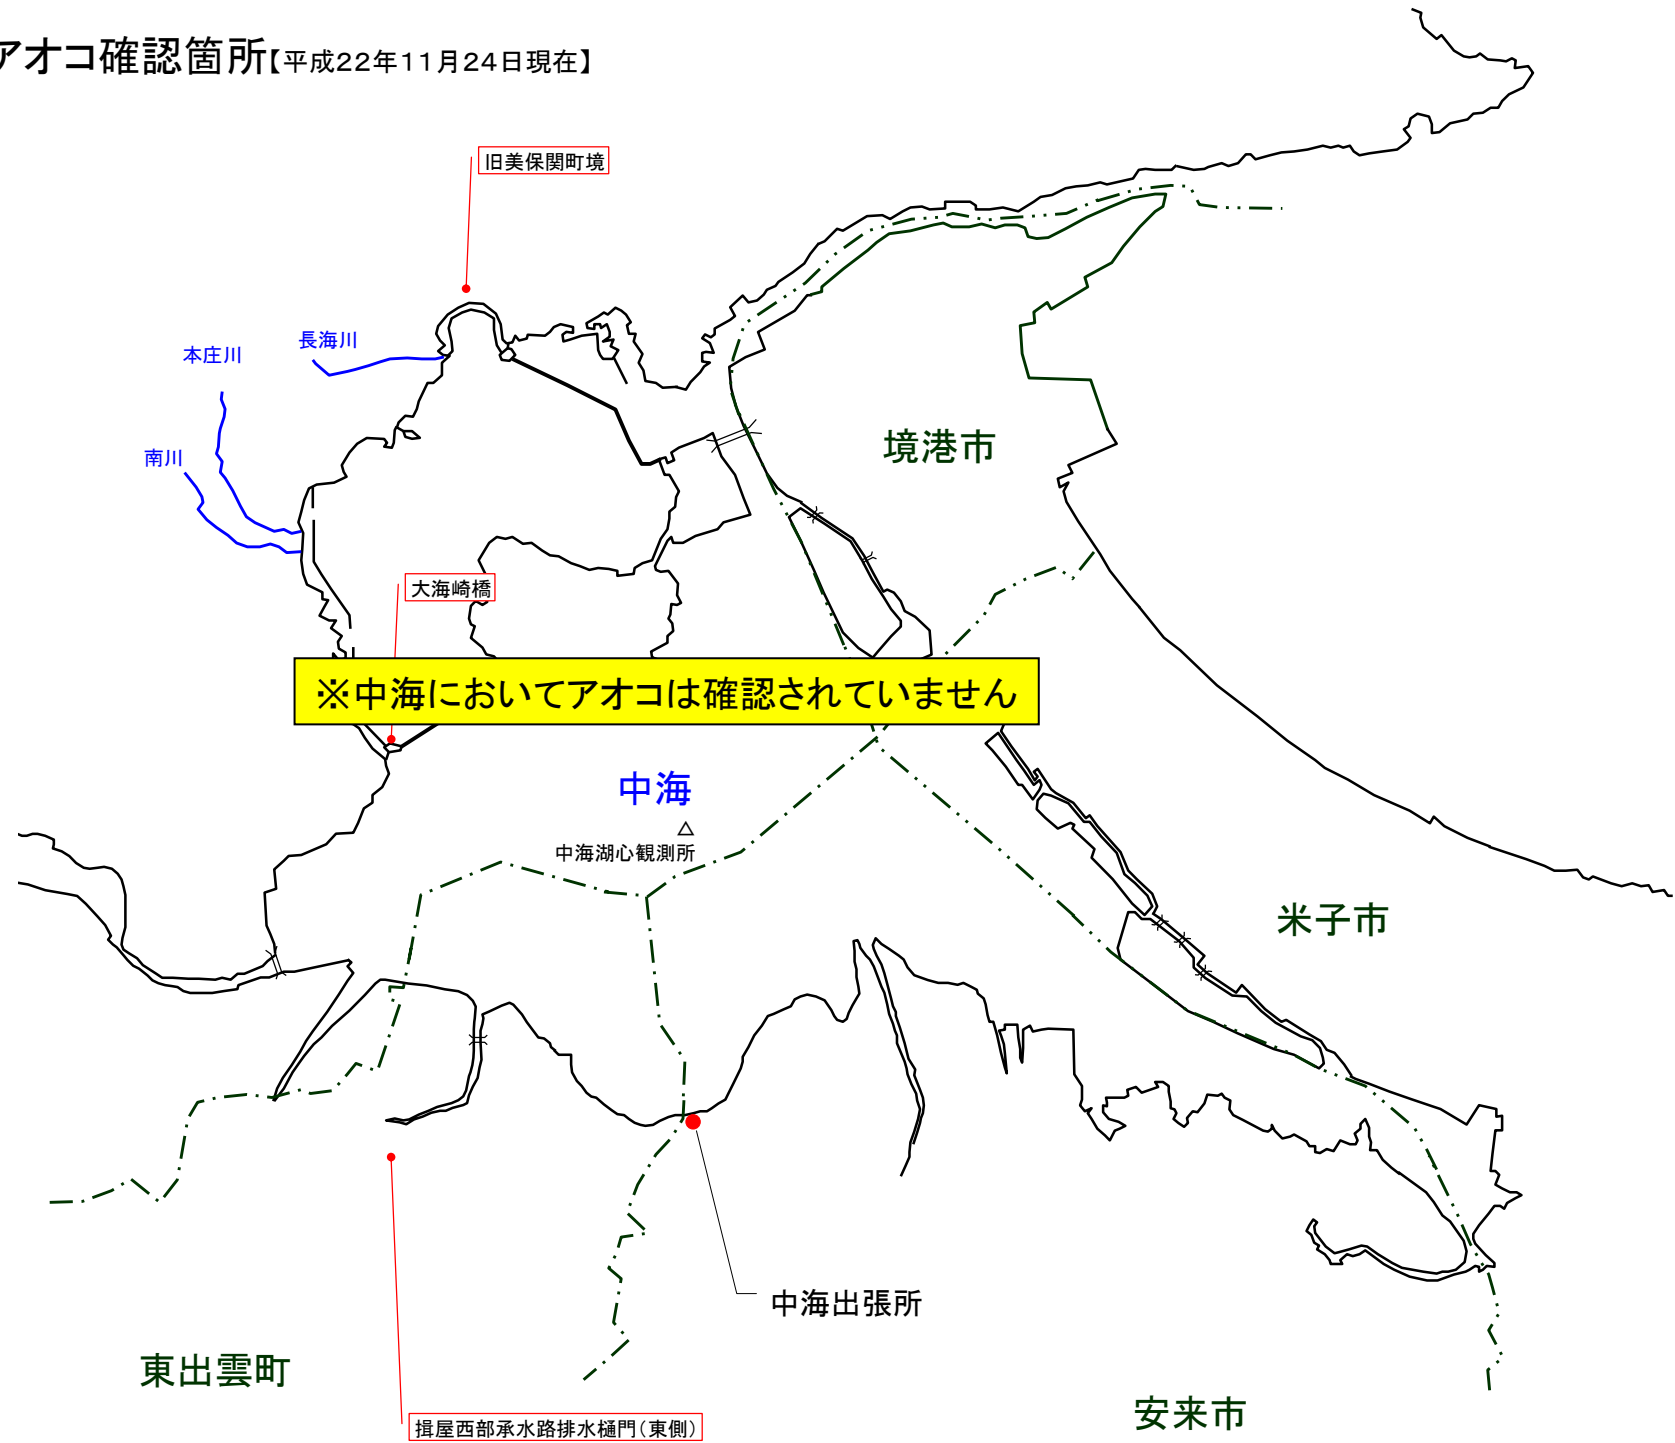 アオコ確認箇所【平成22年11月24日現在】
旧美保関町境
長海川
本庄川
境港市
南川
大海崎橋
※中海においてアオコは確認されていません
中海
中海湖心観測所
米子市
中海出張所
東出雲町
安来市
揖屋西部承水路排水樋門（東側）